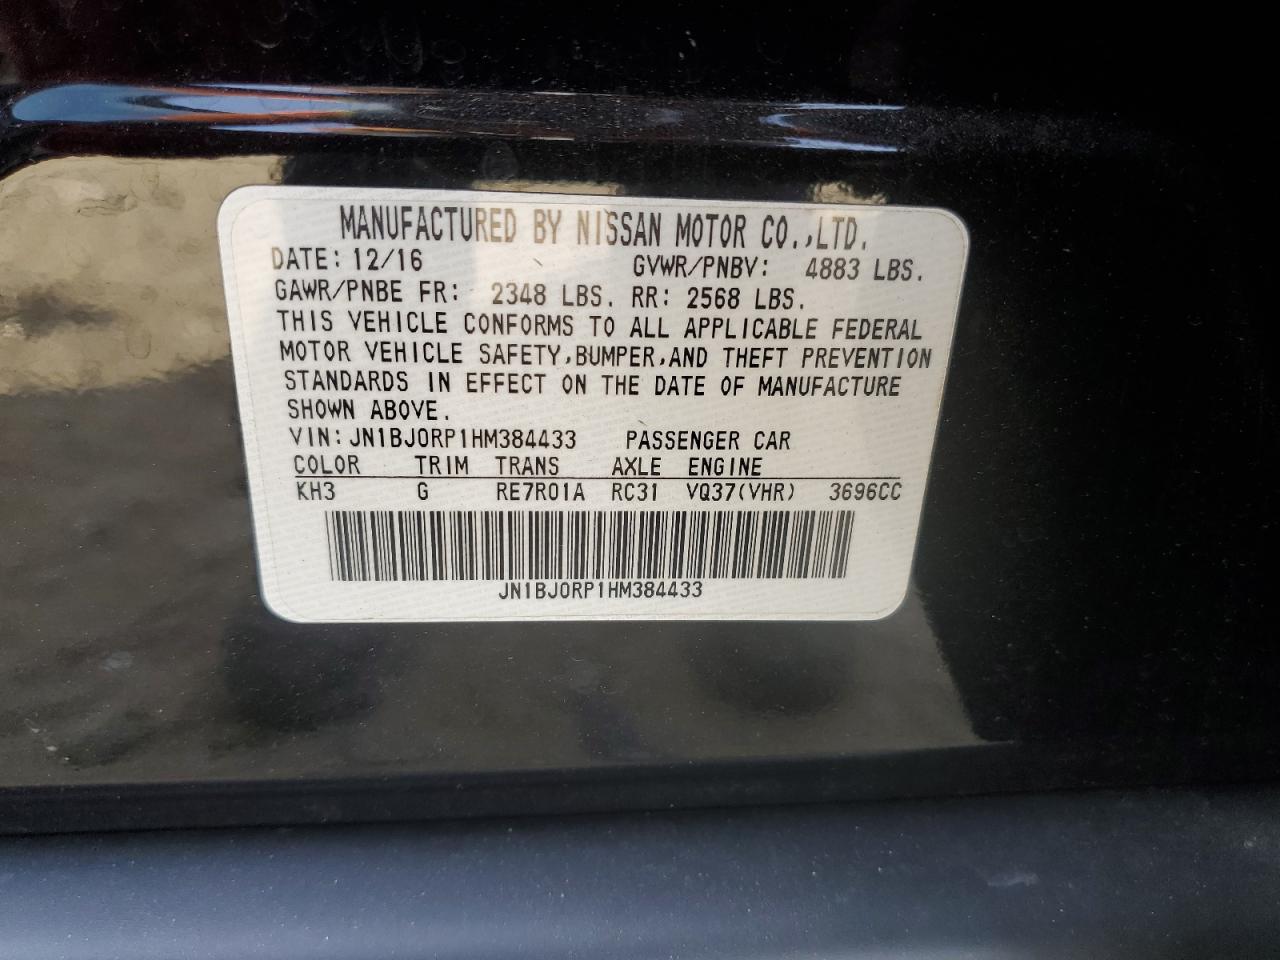 MANUFACTURED BY NISSAN MOTOR CO.,LTD.
DATE: 12/16 GVWR/PNBV: 4883 LBS.
GAWR/PNBE FR: 2348 LBS. RR: 2568 LBS.
THIS VEHICLE CONFORMS TO ALL APPLICABLE FEDERAL
MOTOR VEHICLE SAFETY,BUMPER,AND THEFT PREVENTION
STANDARDS IN EFFECT ON THE DATE OF MANUFACTURE
SHOWN ABOVE.
VIN: JN1BJ0RP1HM384433 PASSENGER CAR
COLOR TRIM TRANS AXLE ENGINE
KH3 G RE7R01A RC31 VQ37(VHR) 3696CC
JN1BJ0RP1HM384433